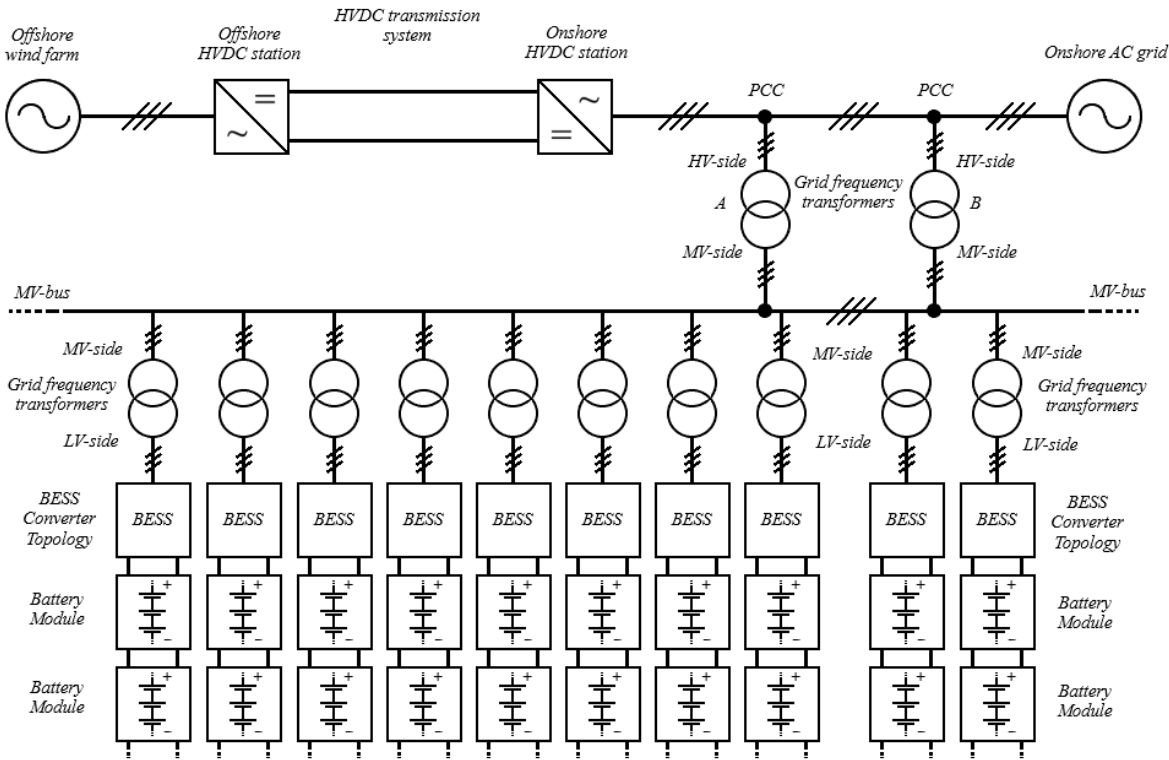 Offshore
wind farm
Offshore
HVDC station
HVDC transmission
system
Onshore
HVDC station
PCC
PCC
Onshore AC grid
=
~
~
=
HV-side
HV-side
A
Grid frequency
transformers
B
MV-side
MV-side
MV-bus
MV-bus
MV-side
MV-side
MV-side
Grid frequency
transformers
Grid frequency
transformers
LV-side
LV-side
LV-side
BESS
Converter
Topology
BESS
BESS
BESS
BESS
BESS
BESS
BESS
BESS
BESS
BESS
BESS
Converter
Topology
Battery
Module
+ + + + + + + + + +
- - - - - - - - - -
Battery
Module
Battery
Module
+ + + + + + + + + +
- - - - - - - - - -
Battery
Module